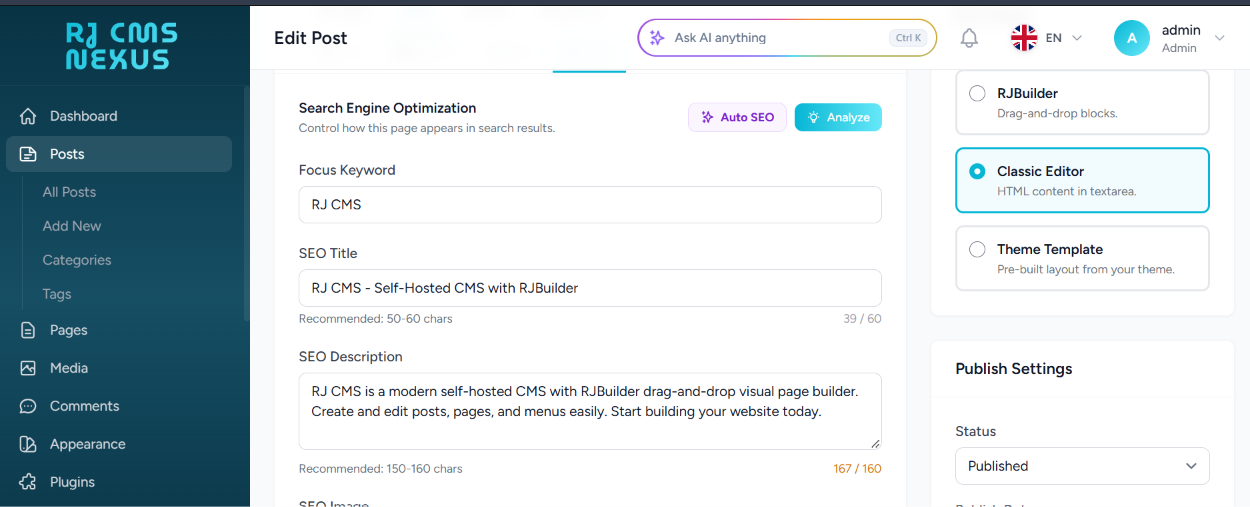 RJ CMS
NEXUS
Dashboard
Posts
All Posts
Add New
Categories
Tags
Pages
Media
Comments
Appearance
Plugins
Edit Post
Ask AI anything
Ctrl K
EN
A
admin
Admin
Search Engine Optimization
Control how this page appears in search results.
Auto SEO
Analyze
Focus Keyword
RJ CMS
SEO Title
RJ CMS - Self-Hosted CMS with RJBuilder
Recommended: 50-60 chars
39 / 60
SEO Description
RJ CMS is a modern self-hosted CMS with RJBuilder drag-and-drop visual page builder.
Create and edit posts, pages, and menus easily. Start building your website today.
Recommended: 150-160 chars
167 / 160
SEO Image
RJBuilder
Drag-and-drop blocks.
Classic Editor
HTML content in textarea.
Theme Template
Pre-built layout from your theme.
Publish Settings
Status
Published